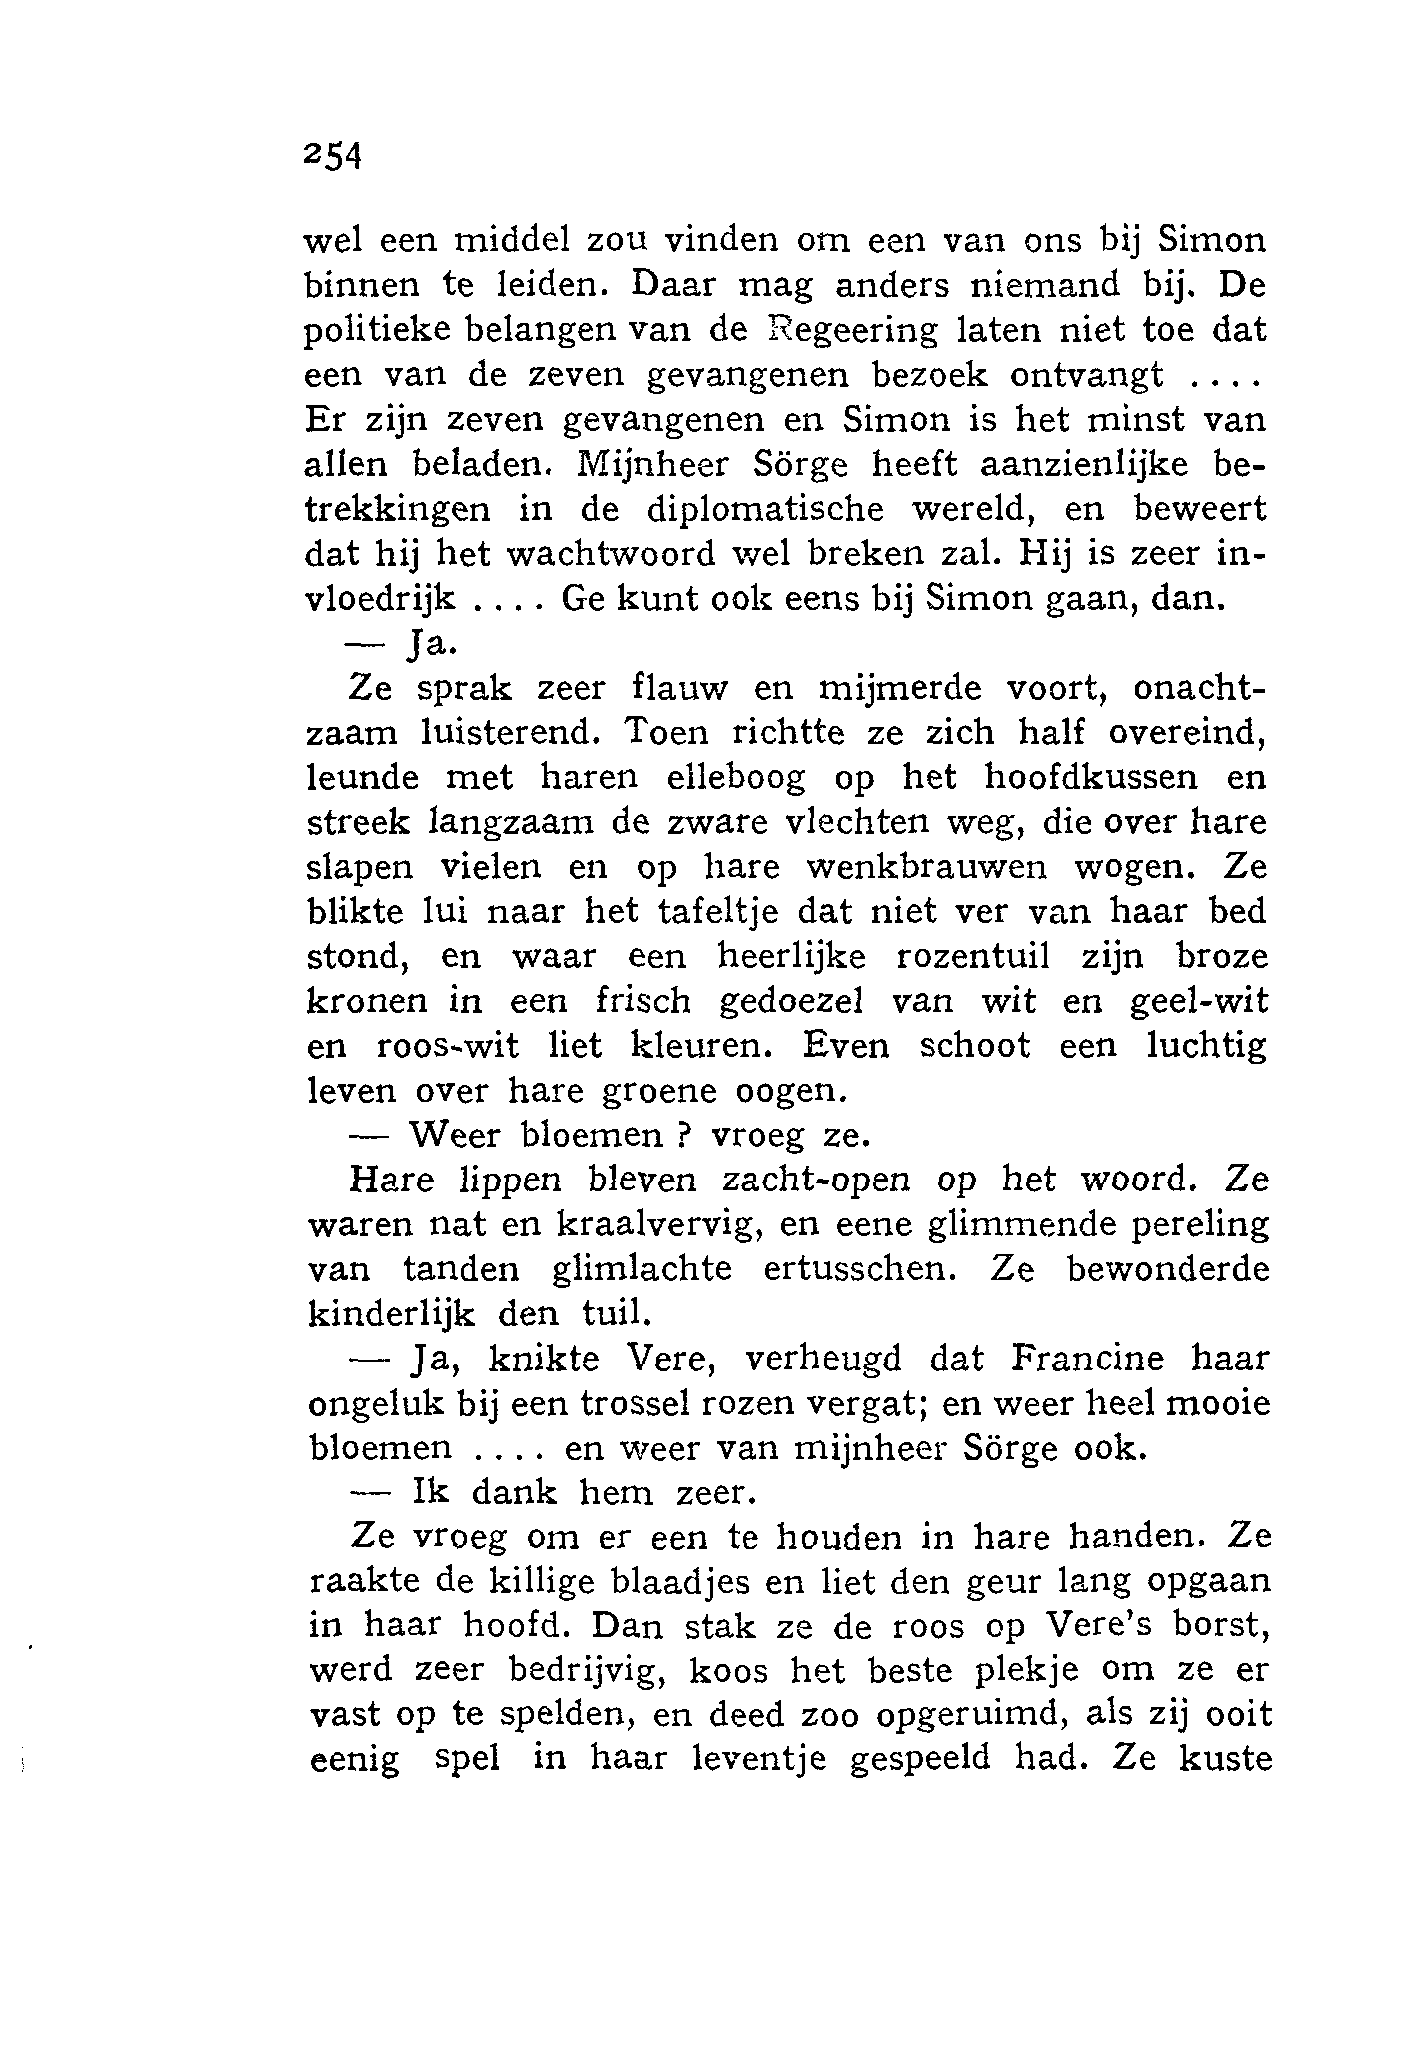 254
wel een middel zou vinden om een van ons bij Simon
binnen te leiden. Daar mag anders niemand bij. De
politieke belangen van de Regeering laten niet toe dat
een van de zeven gevangenen bezoek ontvangt ....
Er zijn zeven gevangenen en Simon is het minst van
allen beladen. Mijnheer Sörge heeft aanzienlijke be-
trekkingen in de diplomatische wereld, en beweert
dat hij het wachtwoord wel breken zal. Hij is zeer in-
vloedrijk .... Ge kunt ook eens bij Simon gaan, dan.
— Ja.
Ze sprak zeer flauw en mijmerde voort, onacht-
zaam luisterend. Toen richtte ze zich half overeind,
leunde met haren elleboog op het hoofdkussen en
streek langzaam de zware vlechten weg, die over hare
slapen vielen en op hare wenkbrauwen wogen. Ze
blikte lui naar het tafeltje dat niet ver van haar bed
stond, en waar een heerlijke rozentuil zijn broze
kronen in een frisch gedoezel van wit en geel-wit
en roos-wit liet kleuren. Even schoot een luchtig
leven over hare groene oogen.
— Weer bloemen ? vroeg ze.
Hare lippen bleven zacht-open op het woord. Ze
waren nat en kraalvervig, en eene glimmende pereling
van tanden glimlachte ertusschen. Ze bewonderde
kinderlijk den tuil.
— Ja, knikte Vere, verheugd dat Francine haar
ongeluk bij een trossel rozen vergat; en weer heel mooie
bloemen .... en weer van mijnheer Sörge ook.
— Ik dank hem zeer.
Ze vroeg om er een te houden in hare handen. Ze
raakte de killige blaadjes en liet den geur lang opgaan
in haar hoofd. Dan stak ze de roos op Vere's borst,
werd zeer bedrijvig, koos het beste plekje om ze er
vast op te spelden, en deed zoo opgeruimd, als zij ooit
eenig spel in haar leventje gespeeld had. Ze kuste